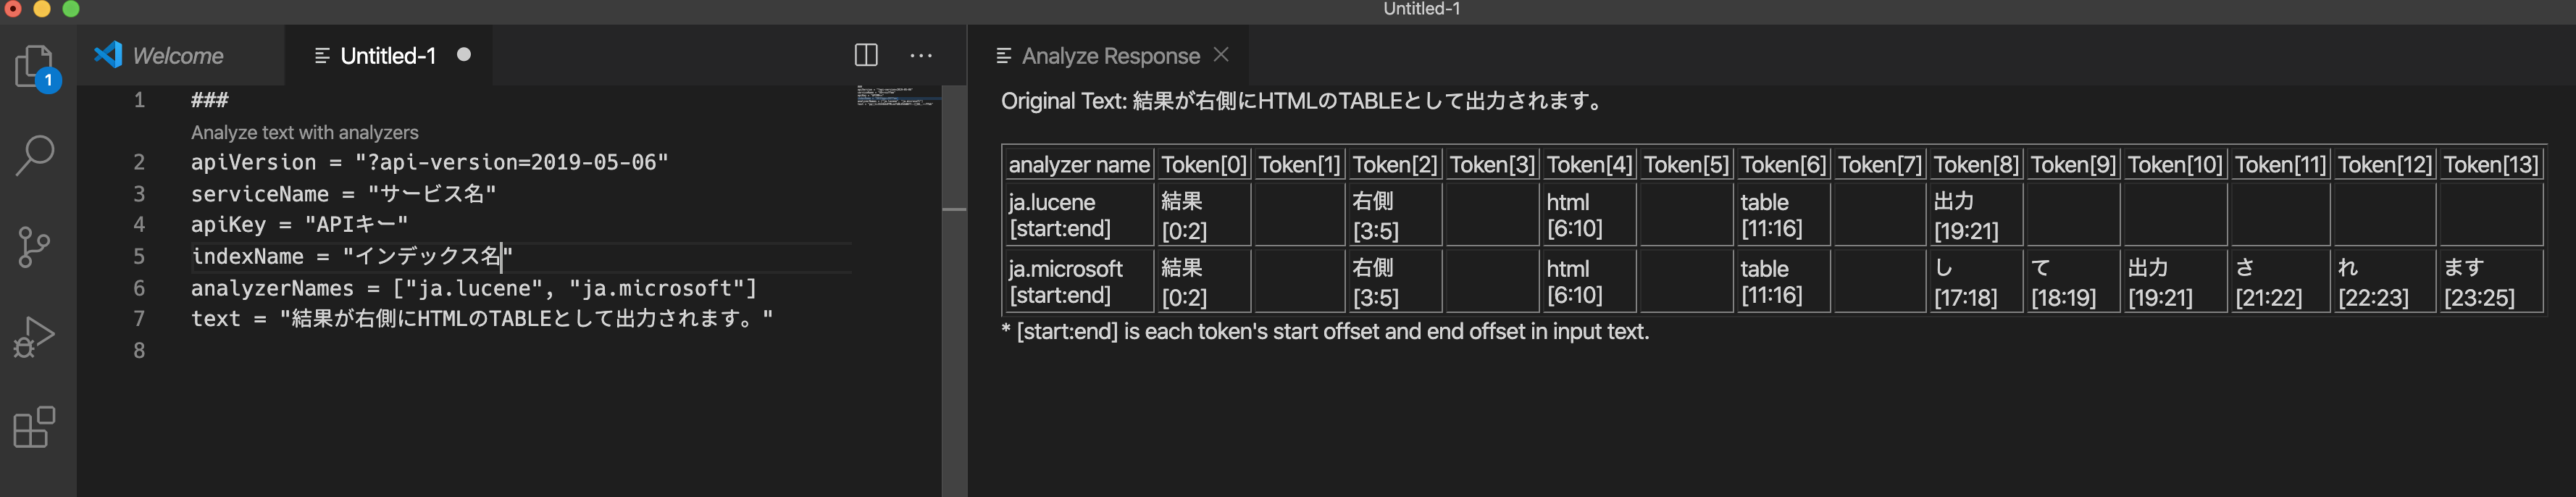 Untitled-1
Welcome
Untitled-1
1
1 ###
Analyze text with analyzers
2 apiVersion = "?api-version=2019-05-06"
3 serviceName = "サービス名"
4 apiKey = "APIキー"
5 indexName = "インデックス名"
6 analyzerNames = ["ja.lucene", "ja.microsoft"]
7 text = "結果が右側にHTMLのTABLEとして出力されます。"
8
Analyze Response
Original Text: 結果が右側にHTMLのTABLEとして出力されます。
analyzer name Token[0] Token[1] Token[2] Token[3] Token[4] Token[5] Token[6] Token[7] Token[8] Token[9] Token[10] Token[11] Token[12] Token[13]
ja.lucene 結果 右側 html table 出力
[start:end] [0:2] [3:5] [6:10] [11:16] [19:21]
ja.microsoft 結果 右側 html table し て 出力 さ れ ます
[start:end] [0:2] [3:5] [6:10] [11:16] [17:18] [18:19] [19:21] [21:22] [22:23] [23:25]
* [start:end] is each token's start offset and end offset in input text.